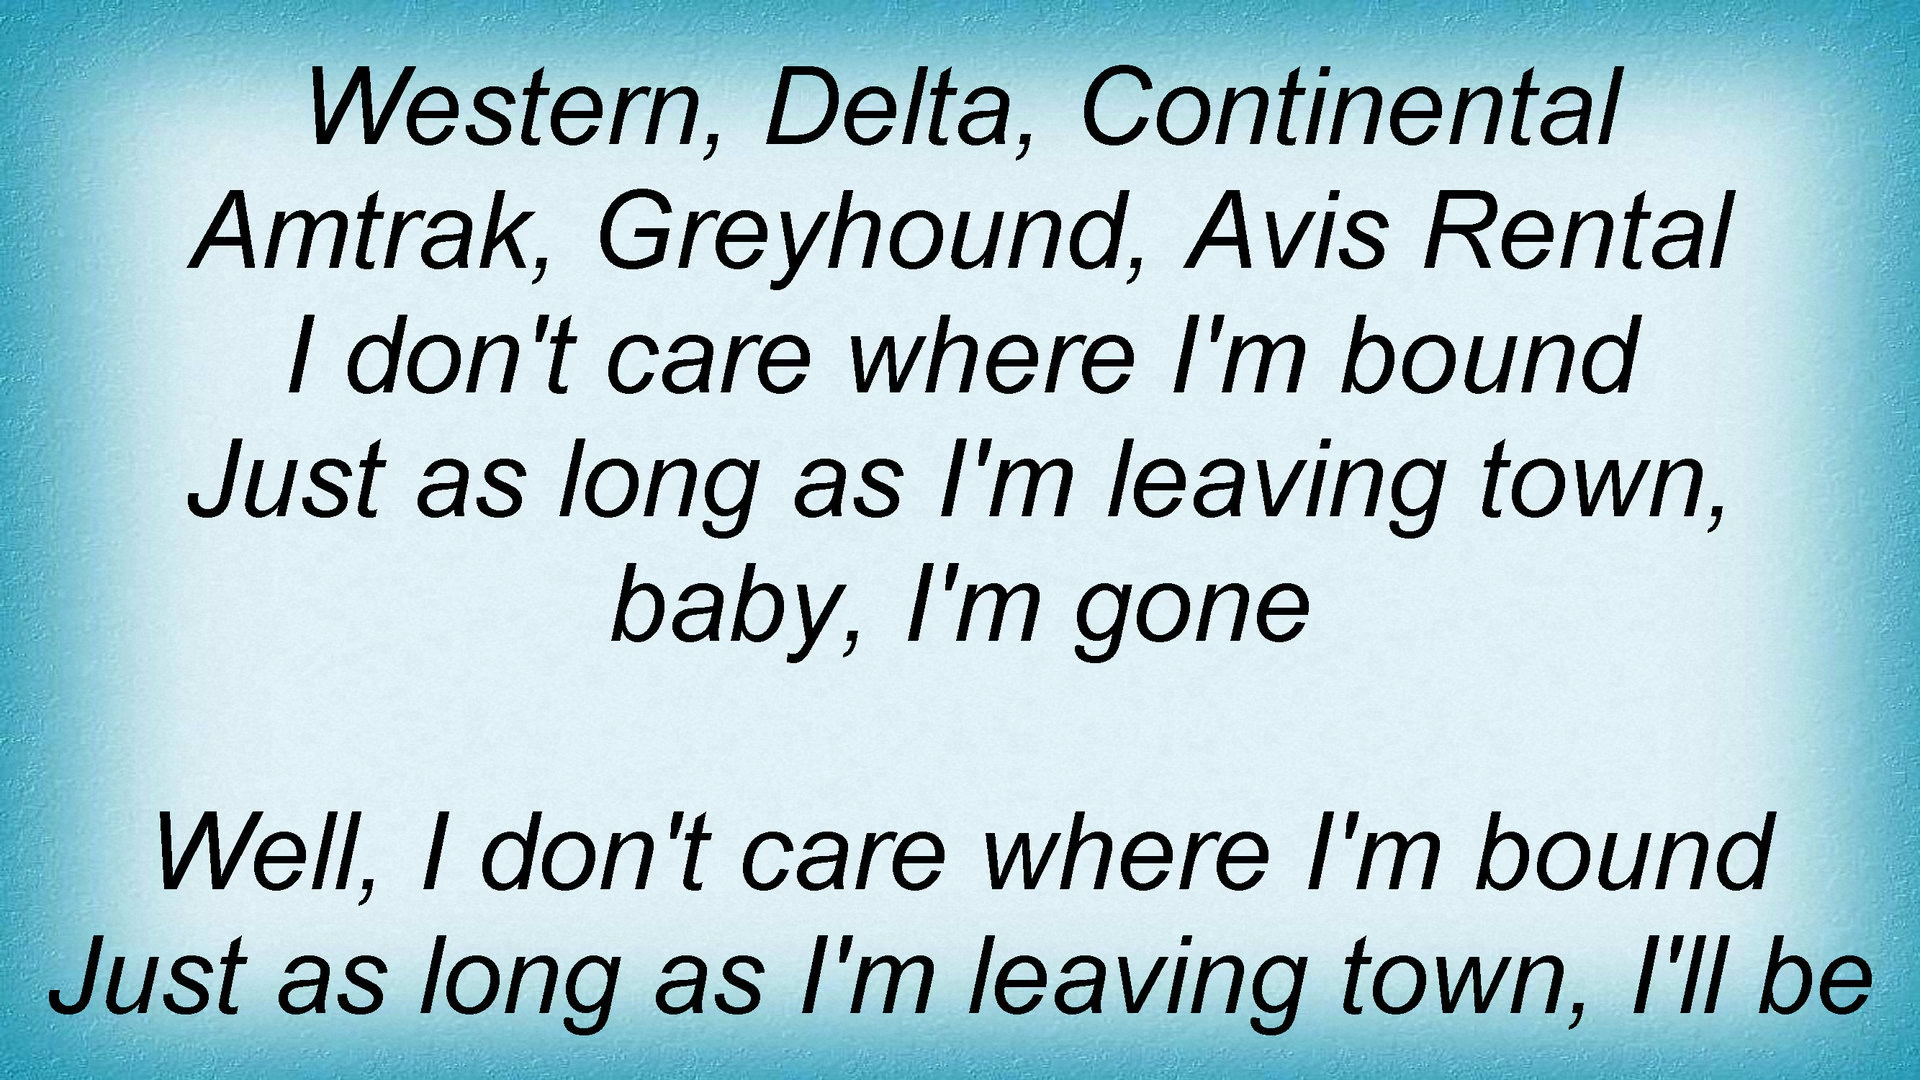 Western, Delta, Continental
Amtrak, Greyhound, Avis Rental
I don't care where I'm bound
Just as long as I'm leaving town,
baby, I'm gone
Well, I don't care where I'm bound
Just as long as I'm leaving town, I'll be